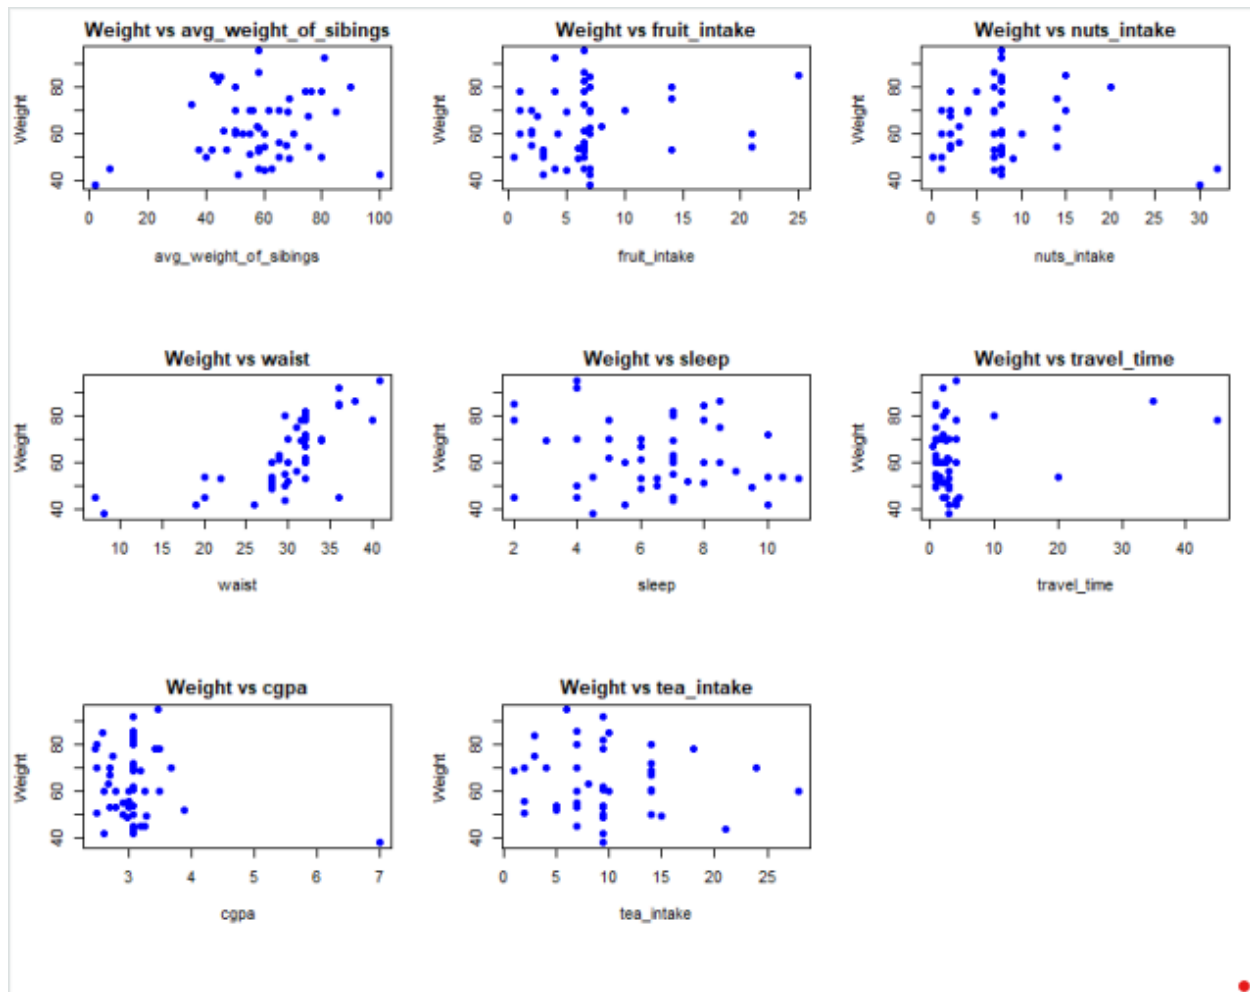 Weight vs avg_weight_of_sibings
Weight
40 60 80
0 20 40 60 80 100
avg_weight_of_sibings
Weight vs fruit_intake
Weight
40 60 80
0 5 10 15 20 25
fruit_intake
Weight vs nuts_intake
Weight
40 60 80
0 5 10 15 20 25 30
nuts_intake
Weight vs waist
Weight
40 60 80
10 15 20 25 30 35 40
waist
Weight vs sleep
Weight
40 60 80
2 4 6 8 10
sleep
Weight vs travel_time
Weight
40 60 80
0 10 20 30 40
travel_time
Weight vs cgpa
Weight
40 60 80
3 4 5 6 7
cgpa
Weight vs tea_intake
Weight
40 60 80
0 5 10 15 20 25
tea_intake